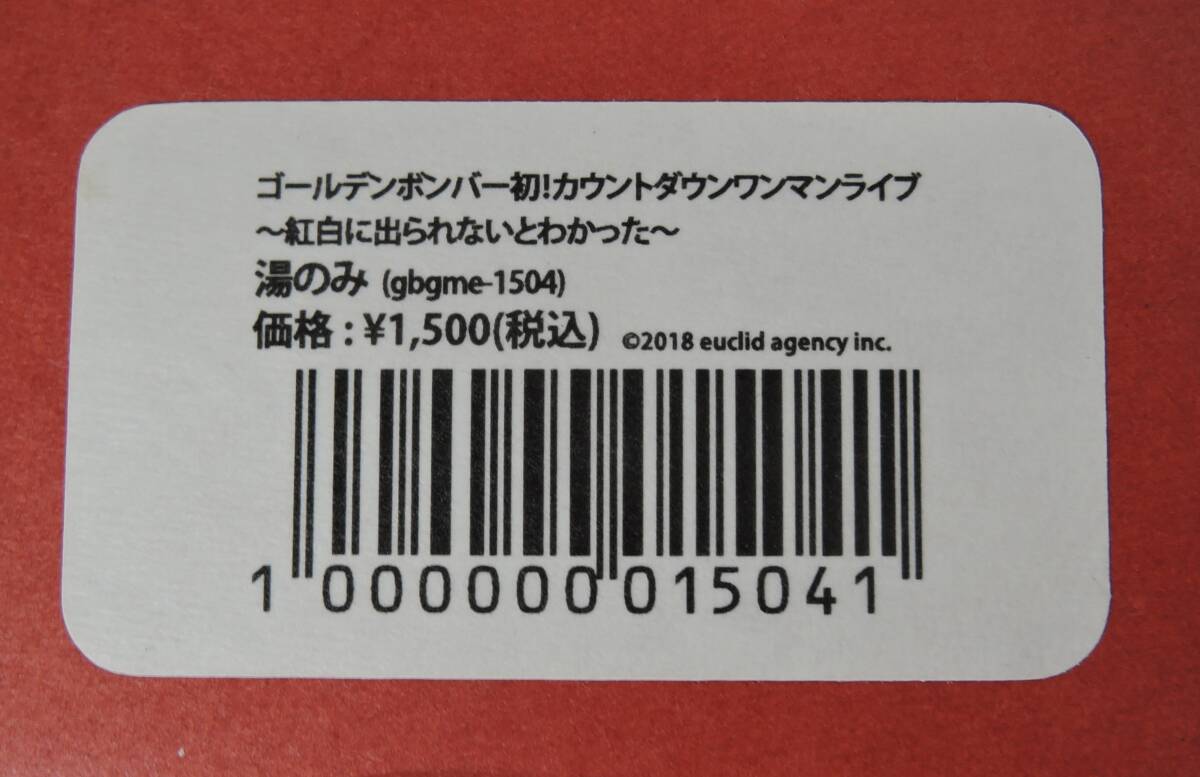 ゴールデンボンバー初!カウントダウンワンマンライブ
～紅白に出られないとわかった～
湯のみ (gbgme-1504)
価格 : ¥1,500(税込) ©2018 euclid agency inc.
1 000000 015041